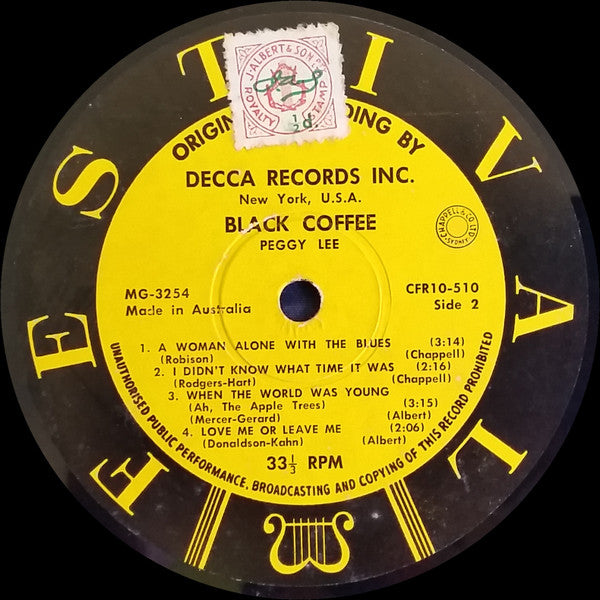 FESTIVAL
J. ALBERT & SON
ROYALTY STAMP
½d
DECCA RECORDS INC.
New York, U.S.A.
BLACK COFFEE
PEGGY LEE
CHAPPELL & CO. LTD.
SYDNEY
MG-3254
CFR10-510
Made in Australia
Side 2
1. A WOMAN ALONE WITH THE BLUES (3:14)
(Robison) (Chappell)
2. I DIDN'T KNOW WHAT TIME IT WAS (2:16)
(Rodgers-Hart) (Chappell)
3. WHEN THE WORLD WAS YOUNG
(Ah, The Apple Trees) (3:15)
(Mercer-Gerard) (Albert)
4. LOVE ME OR LEAVE ME (2:06)
(Donaldson-Kahn) (Albert)
33⅓ RPM
UNAUTHORISED PUBLIC PERFORMANCE, BROADCASTING AND COPYING OF THIS RECORD PROHIBITED